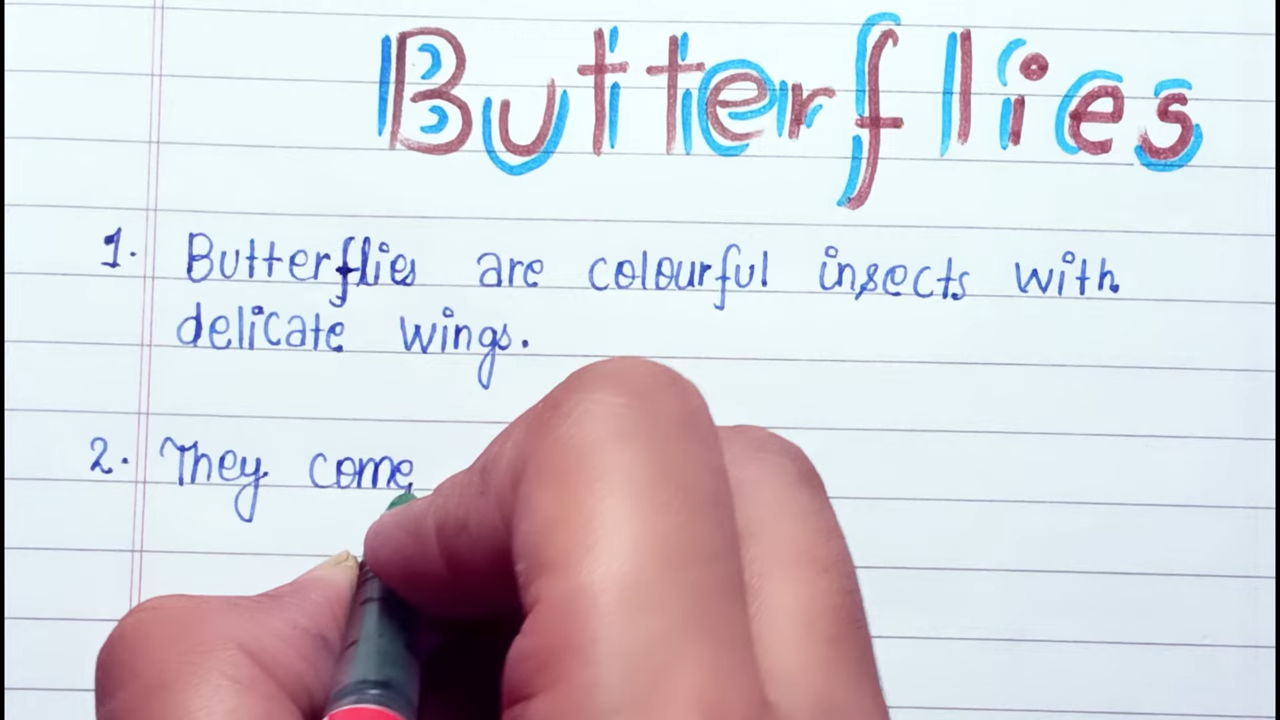 Butterflies
1. Butterflies are colourful insects with
delicate wings.
2. They come